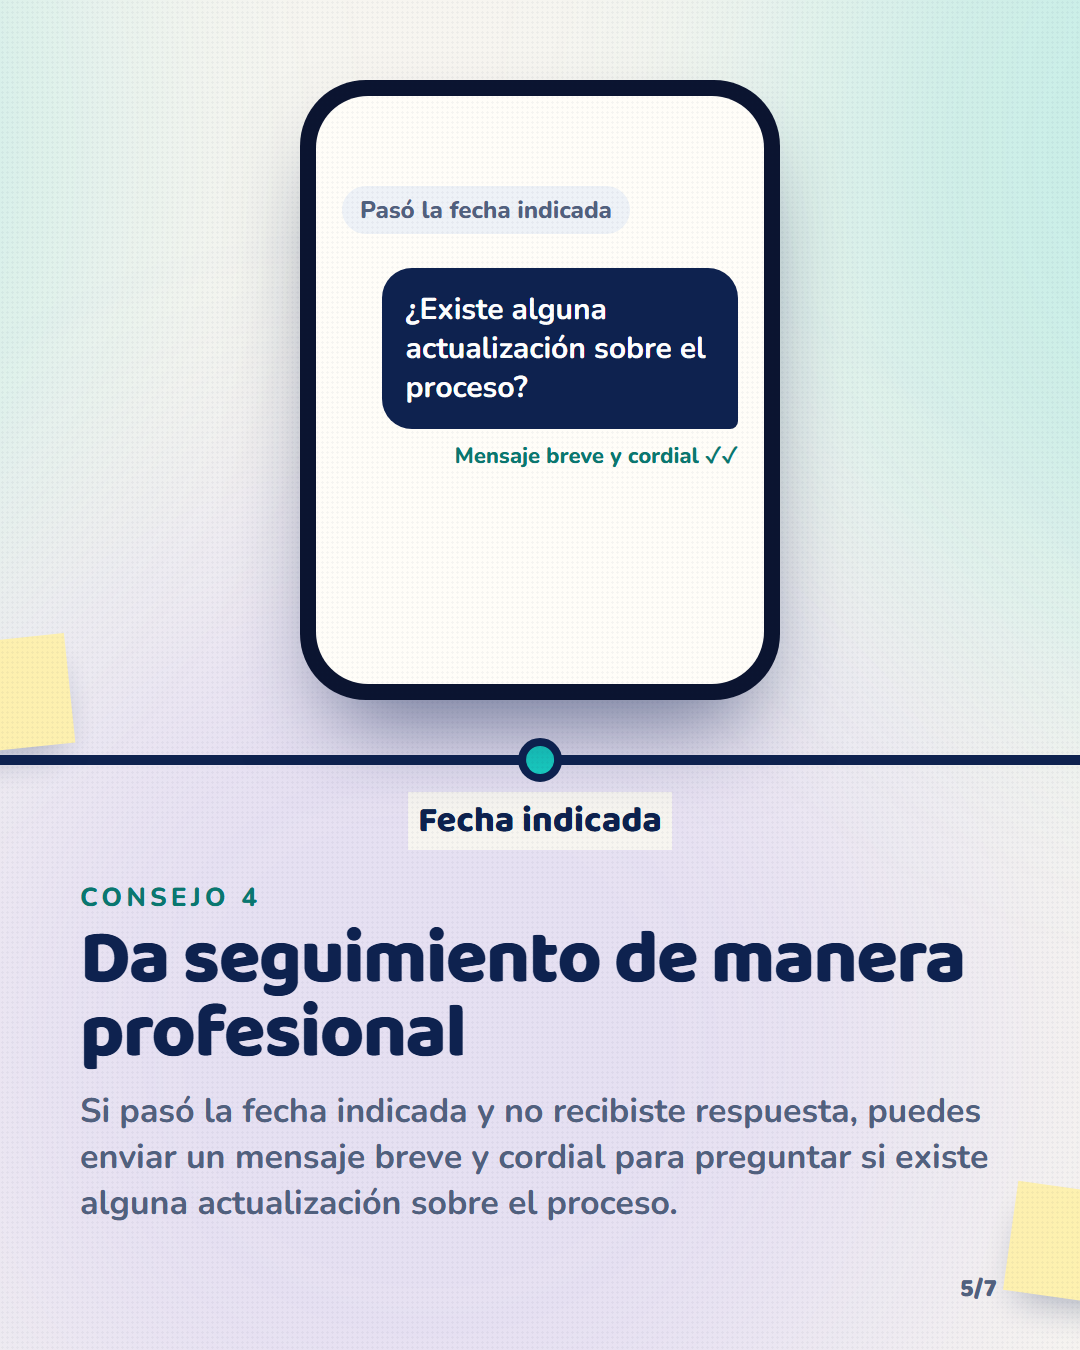 Pasó la fecha indicada
¿Existe alguna
actualización sobre el
proceso?
Mensaje breve y cordial ✓✓
Fecha indicada
CONSEJO 4
Da seguimiento de manera
profesional
Si pasó la fecha indicada y no recibiste respuesta, puedes
enviar un mensaje breve y cordial para preguntar si existe
alguna actualización sobre el proceso.
5/7